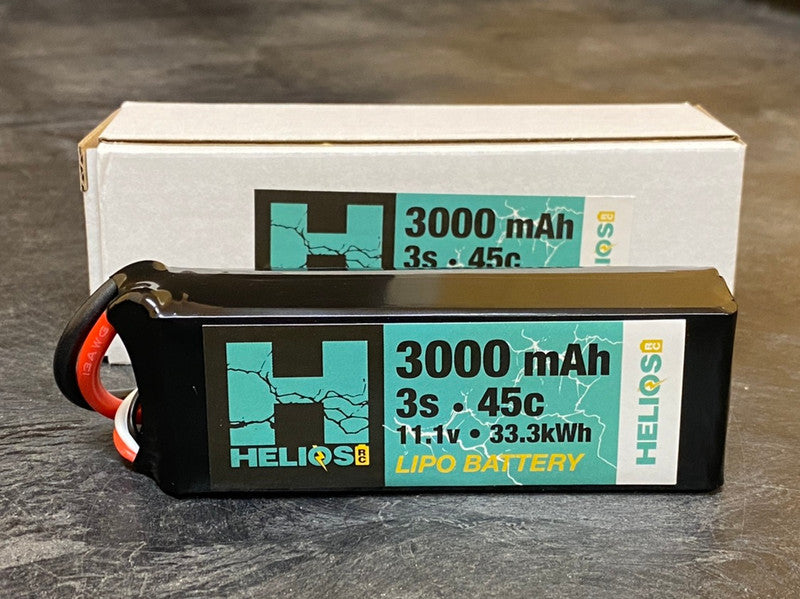 3000 mAh
3s • 45c
HELIOS RC
H
3000 mAh
3s • 45c
11.1v • 33.3kWh
LIPO BATTERY
HELIOS RC
HELIOS RC
13AWG